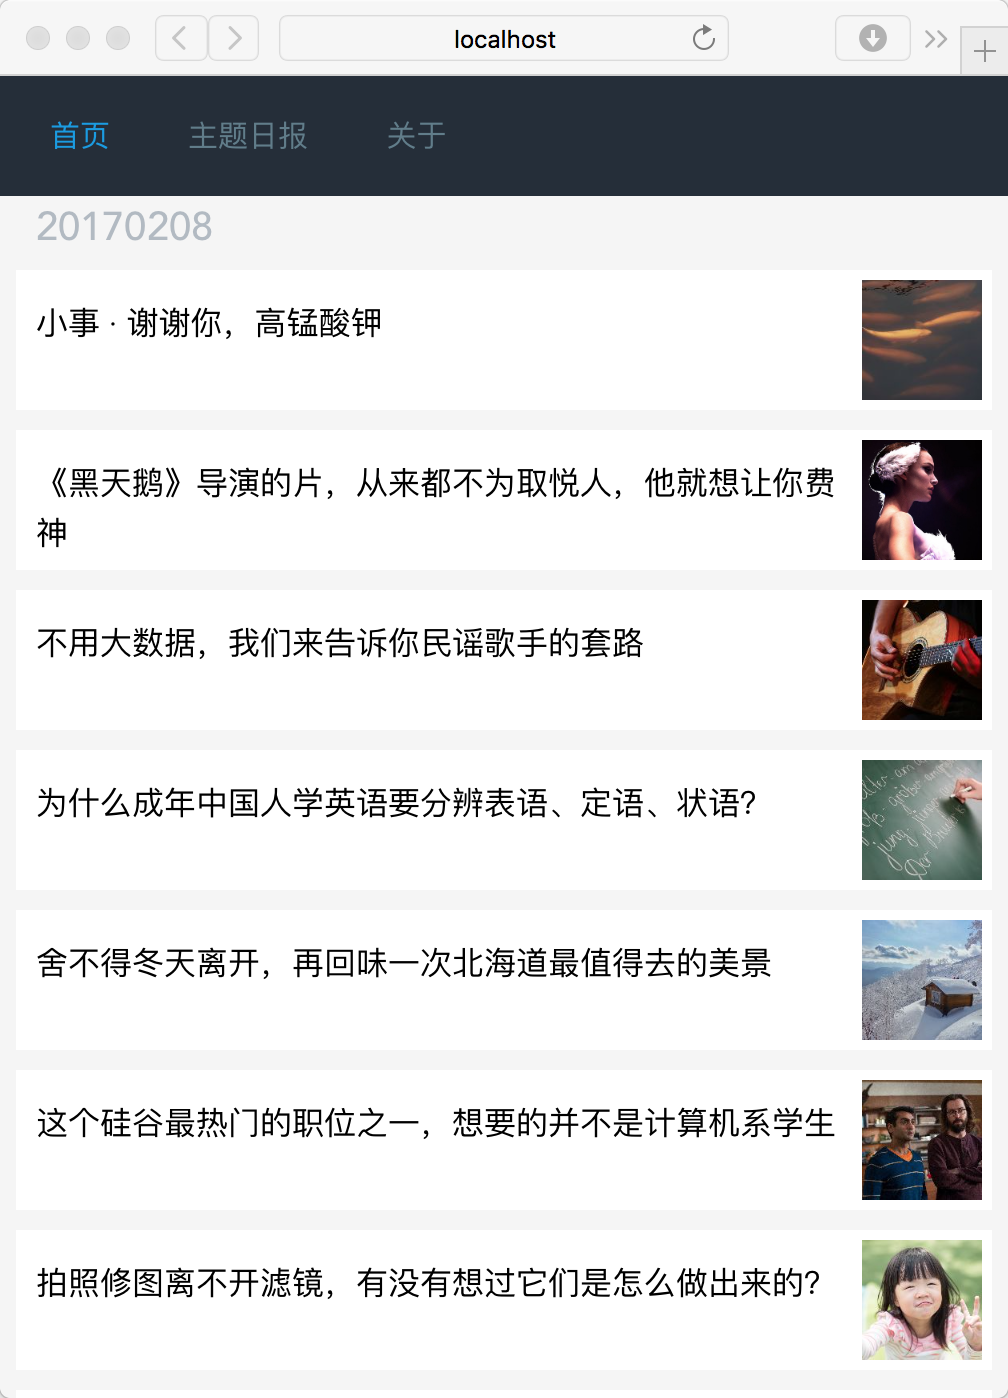 localhost
首页 主题日报 关于
20170208
小事 · 谢谢你，高锰酸钾
《黑天鹅》导演的片，从来都不为取悦人，他就想让你费
神
不用大数据，我们来告诉你民谣歌手的套路
为什么成年中国人学英语要分辨表语、定语、状语？
舍不得冬天离开，再回味一次北海道最值得去的美景
这个硅谷最热门的职位之一，想要的并不是计算机系学生
拍照修图离不开滤镜，有没有想过它们是怎么做出来的？